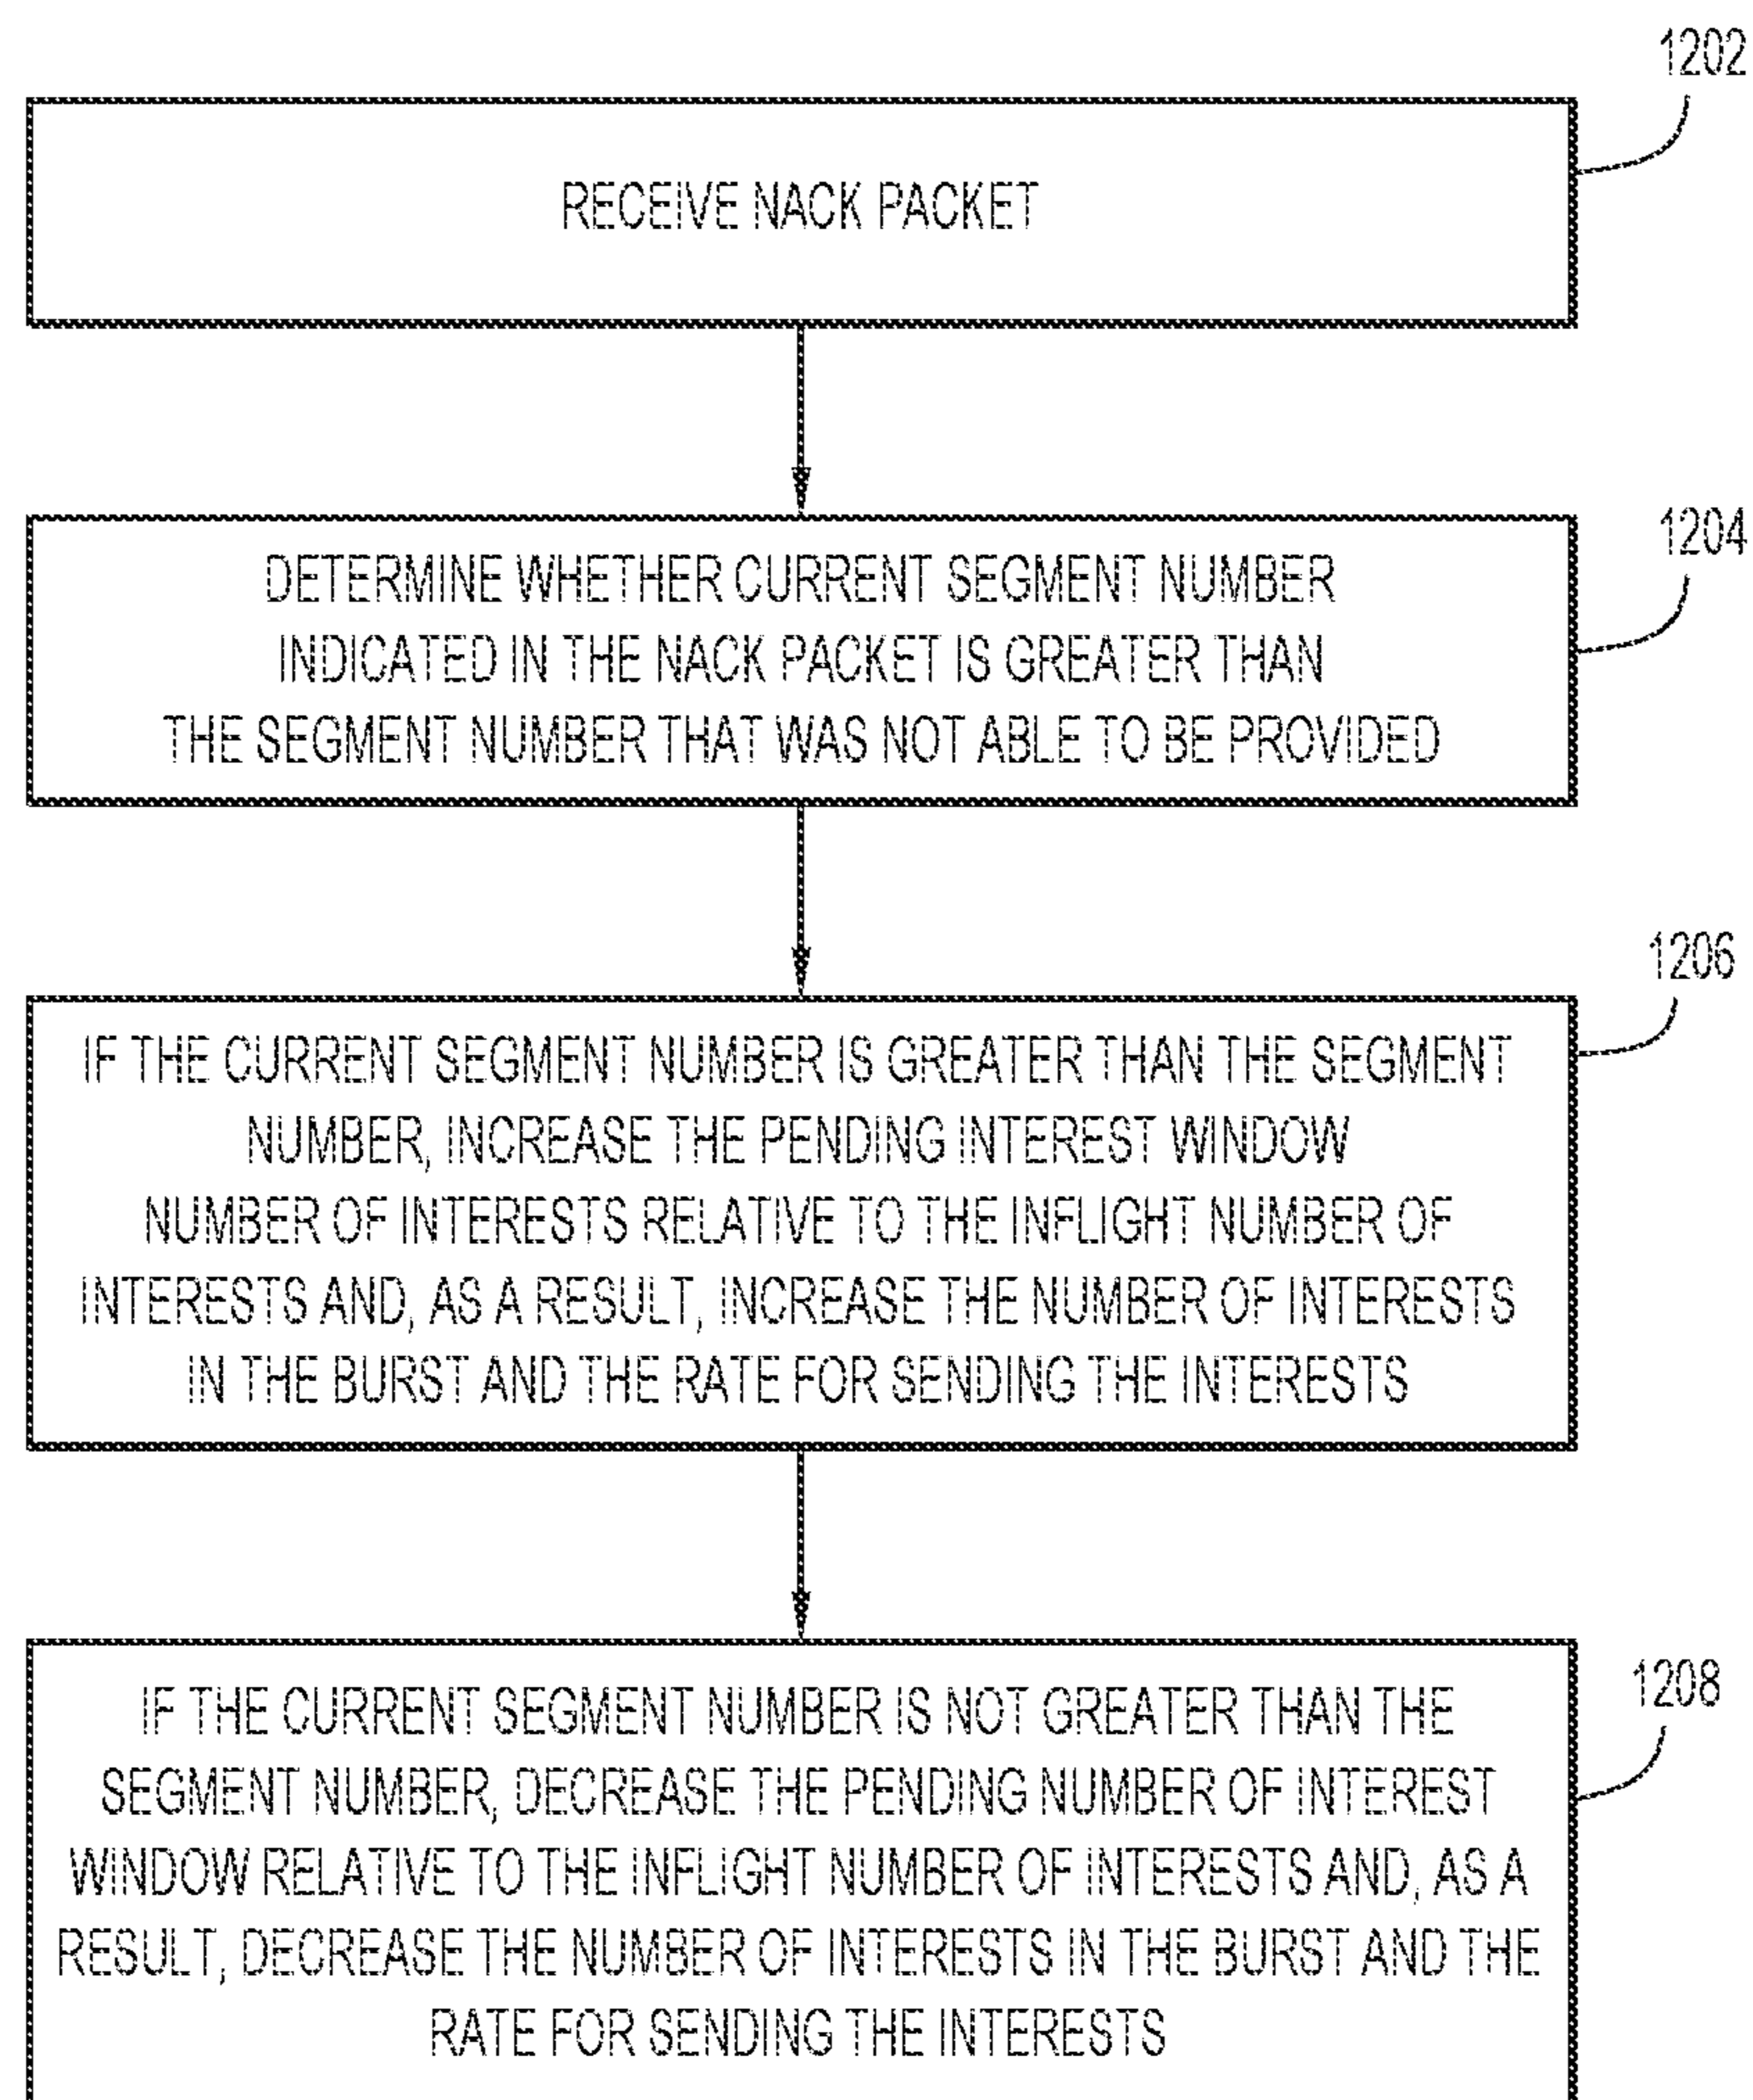 1202
RECEIVE NACK PACKET
1204
DETERMINE WHETHER CURRENT SEGMENT NUMBER
INDICATED IN THE NACK PACKET IS GREATER THAN
THE SEGMENT NUMBER THAT WAS NOT ABLE TO BE PROVIDED
1206
IF THE CURRENT SEGMENT NUMBER IS GREATER THAN THE SEGMENT
NUMBER, INCREASE THE PENDING INTEREST WINDOW
NUMBER OF INTERESTS RELATIVE TO THE INFLIGHT NUMBER OF
INTERESTS AND, AS A RESULT, INCREASE THE NUMBER OF INTERESTS
IN THE BURST AND THE RATE FOR SENDING THE INTERESTS
1208
IF THE CURRENT SEGMENT NUMBER IS NOT GREATER THAN THE
SEGMENT NUMBER, DECREASE THE PENDING NUMBER OF INTEREST
WINDOW RELATIVE TO THE INFLIGHT NUMBER OF INTERESTS AND, AS A
RESULT, DECREASE THE NUMBER OF INTERESTS IN THE BURST AND THE
RATE FOR SENDING THE INTERESTS